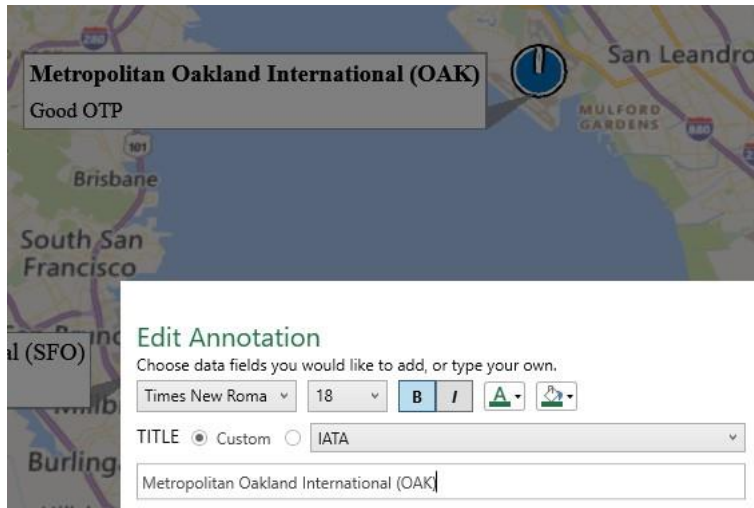 280
San Leandro
Metropolitan Oakland International (OAK)
Good OTP
MULFORD
GARDENS
880
101
Brisbane
South San
Francisco
al (SFO)
Edit Annotation
Choose data fields you would like to add, or type your own.
Times New Roma
18
B
I
A
TITLE
Custom
IATA
Burling
Metropolitan Oakland International (OAK)